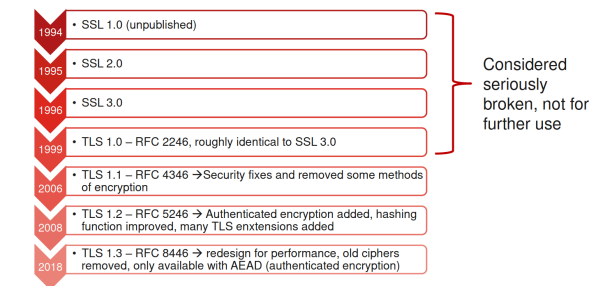 1994
• SSL 1.0 (unpublished)
1995
• SSL 2.0
1996
• SSL 3.0
1999
• TLS 1.0 – RFC 2246, roughly identical to SSL 3.0
2006
• TLS 1.1 – RFC 4346 →Security fixes and removed some methods
of encryption
2008
• TLS 1.2 – RFC 5246 → Authenticated encryption added, hashing
function improved, many TLS enxtensions added
2018
• TLS 1.3 – RFC 8446 → redesign for performance, old ciphers
removed, only available with AEAD (authenticated encryption)
Considered
seriously
broken, not for
further use